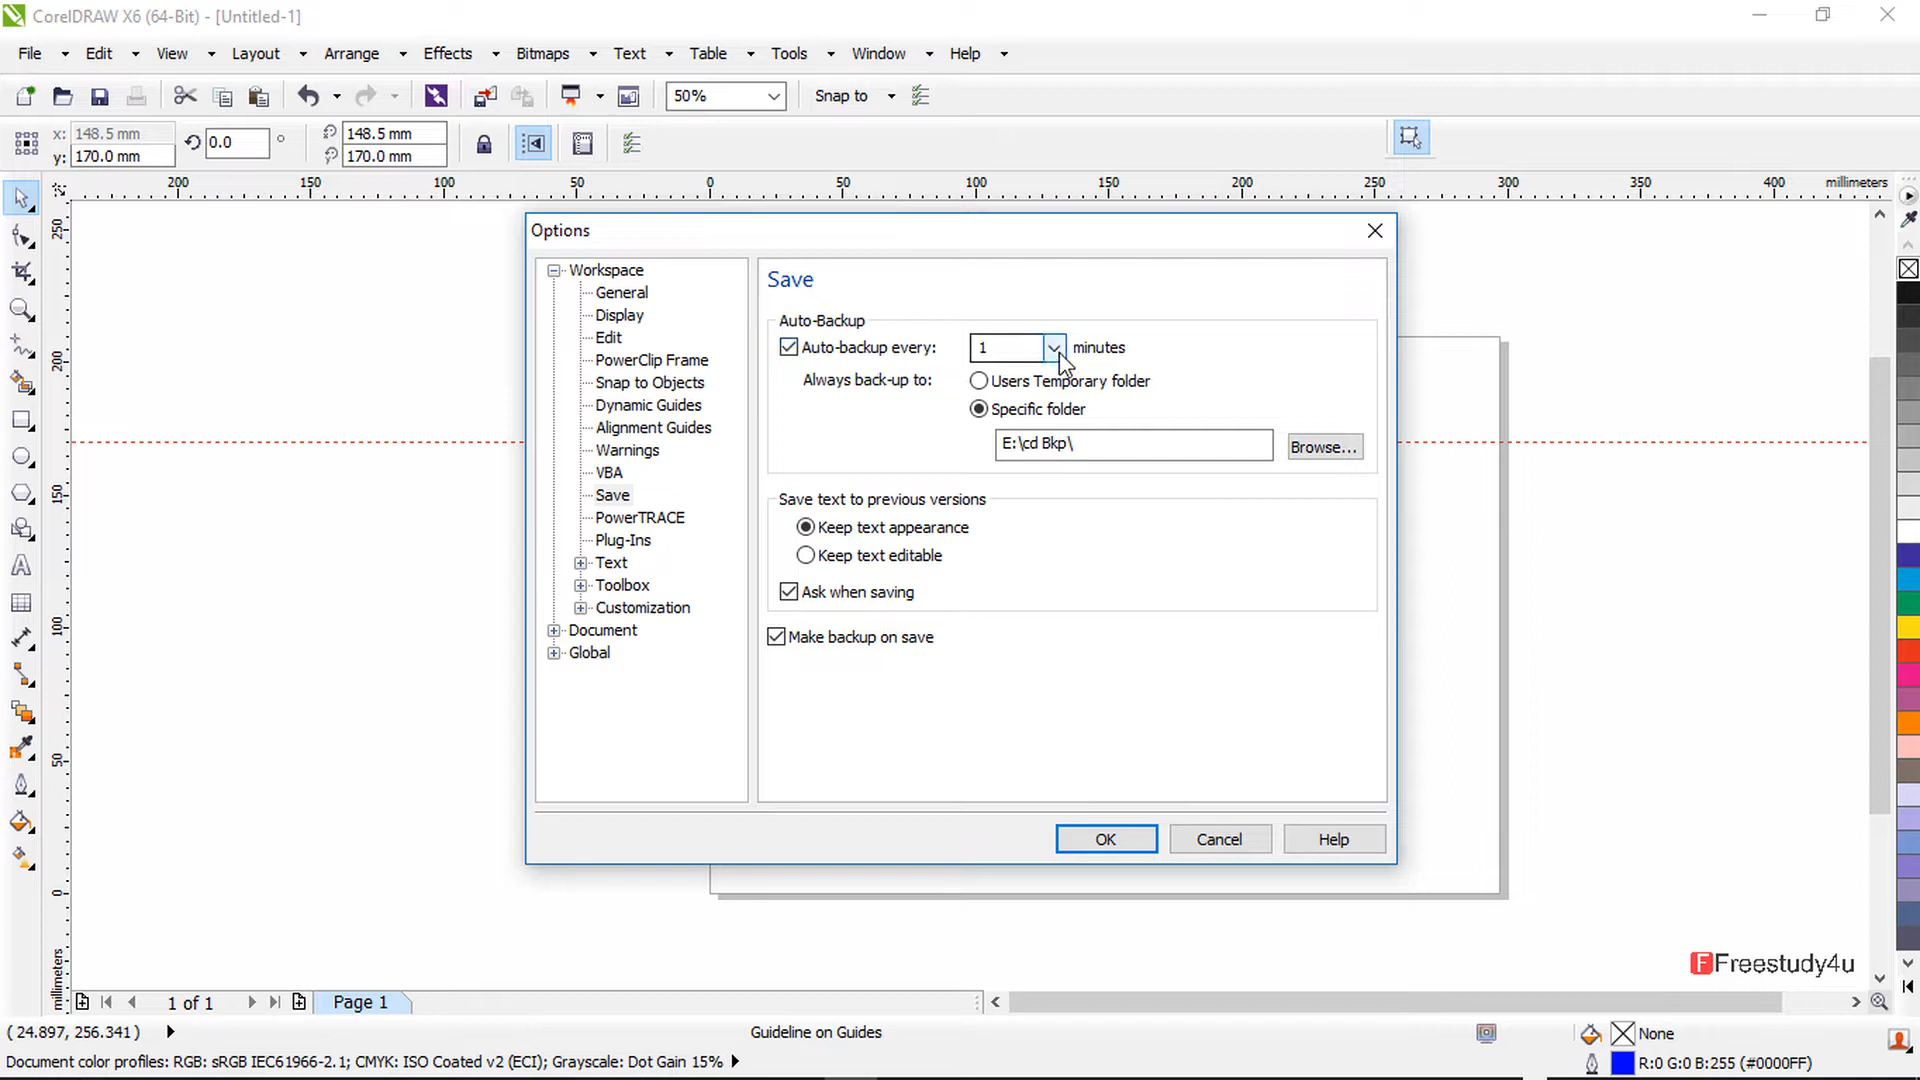 CorelDRAW X6 (64-Bit) - [Untitled-1]
File Edit View Layout Arrange Effects Bitmaps Text Table Tools Window Help
50% Snap to
x: 148.5 mm 0.0 ° 148.5 mm
y: 170.0 mm 170.0 mm
200 150 100 50 0 50 100 150 200 250 300 350 400 millimeters
250
200
150
100
50
0
millimeters
Options
Workspace
General
Display
Edit
PowerClip Frame
Snap to Objects
Dynamic Guides
Alignment Guides
Warnings
VBA
Save
PowerTRACE
Plug-Ins
Text
Toolbox
Customization
Document
Global
Save
Auto-Backup
Auto-backup every: 1 minutes
Always back-up to: Users Temporary folder
Specific folder
E:\cd Bkp\ Browse...
Save text to previous versions
Keep text appearance
Keep text editable
Ask when saving
Make backup on save
OK Cancel Help
F Freestudy4u
1 of 1 Page 1
( 24.897, 256.341 ) Guideline on Guides None
Document color profiles: RGB: sRGB IEC61966-2.1; CMYK: ISO Coated v2 (ECI); Grayscale: Dot Gain 15% R:0 G:0 B:255 (#0000FF)